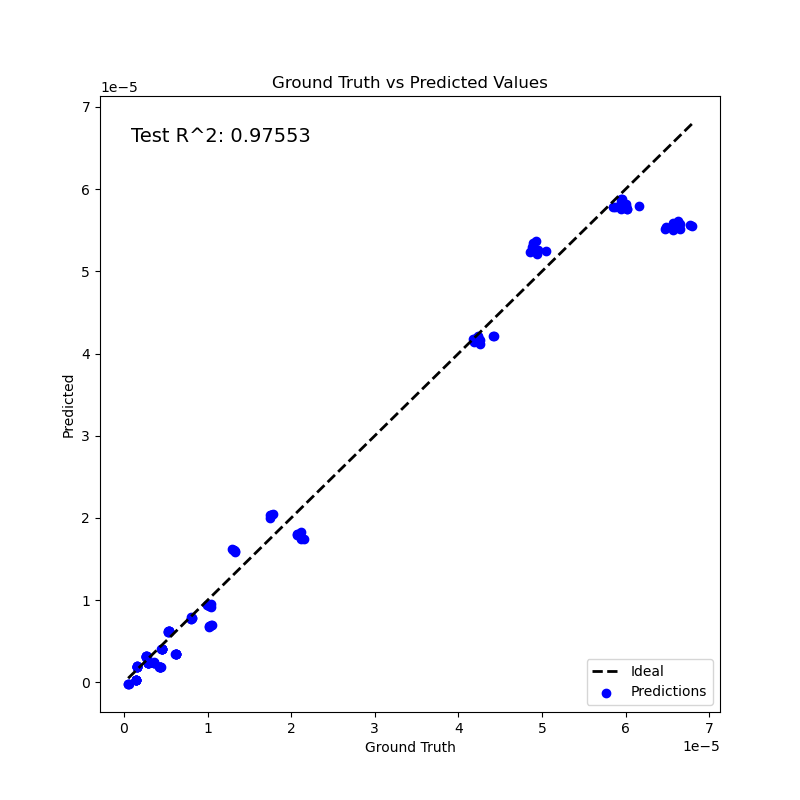 Ground Truth vs Predicted Values
1e−5
7
Test R^2: 0.97553
6
5
4
3
2
1
0
Predicted
Ideal
Predictions
0 1 2 3 4 5 6 7
Ground Truth
1e−5